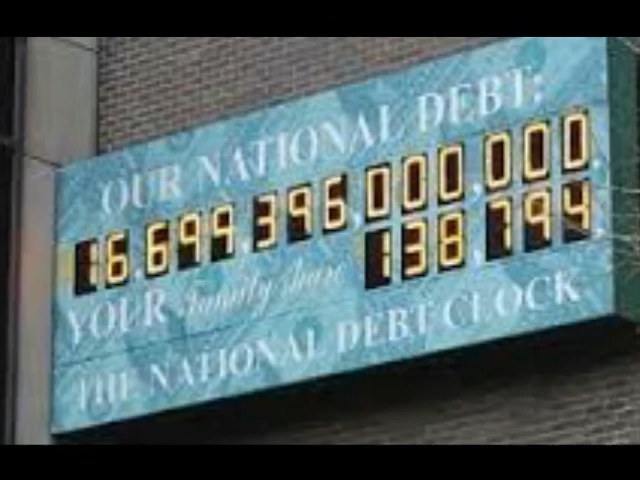 OUR NATIONAL DEBT:
16,699,396,000,000.
YOUR Family share 138,794.
THE NATIONAL DEBT CLOCK